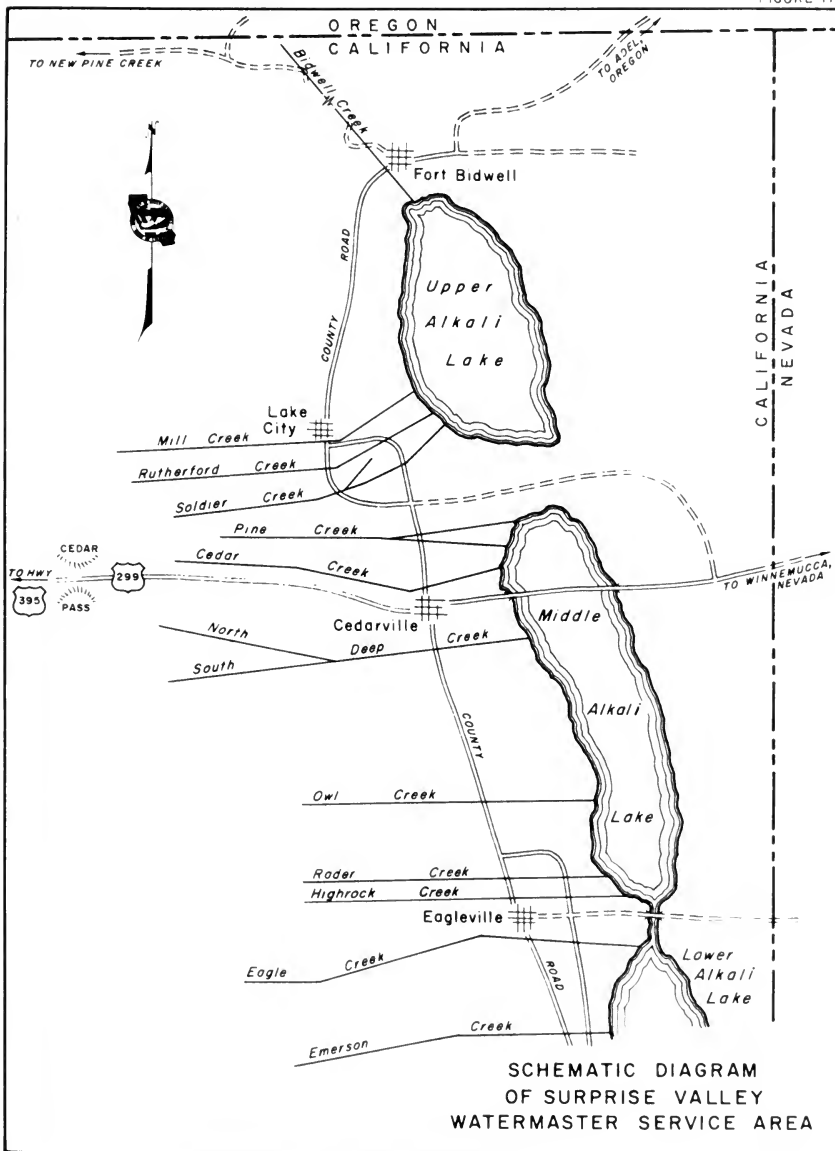 OREGON
CALIFORNIA
TO NEW PINE CREEK
Bidwell Creek
TO ADEL,
OREGON
Fort Bidwell
COUNTY ROAD
Upper
Alkali
Lake
CALIFORNIA
NEVADA
Lake
City
Mill Creek
Rutherford Creek
Soldier Creek
Pine Creek
CEDAR
PASS
Cedar Creek
TO HWY
395
299
TO WINNEMUCCA,
NEVADA
Cedarville
Middle
Alkali
Lake
North
South
Deep Creek
COUNTY
ROAD
Owl Creek
Rader Creek
Highrock Creek
Eagleville
Eagle Creek
Lower
Alkali
Lake
Emerson Creek
SCHEMATIC DIAGRAM
OF SURPRISE VALLEY
WATERMASTER SERVICE AREA